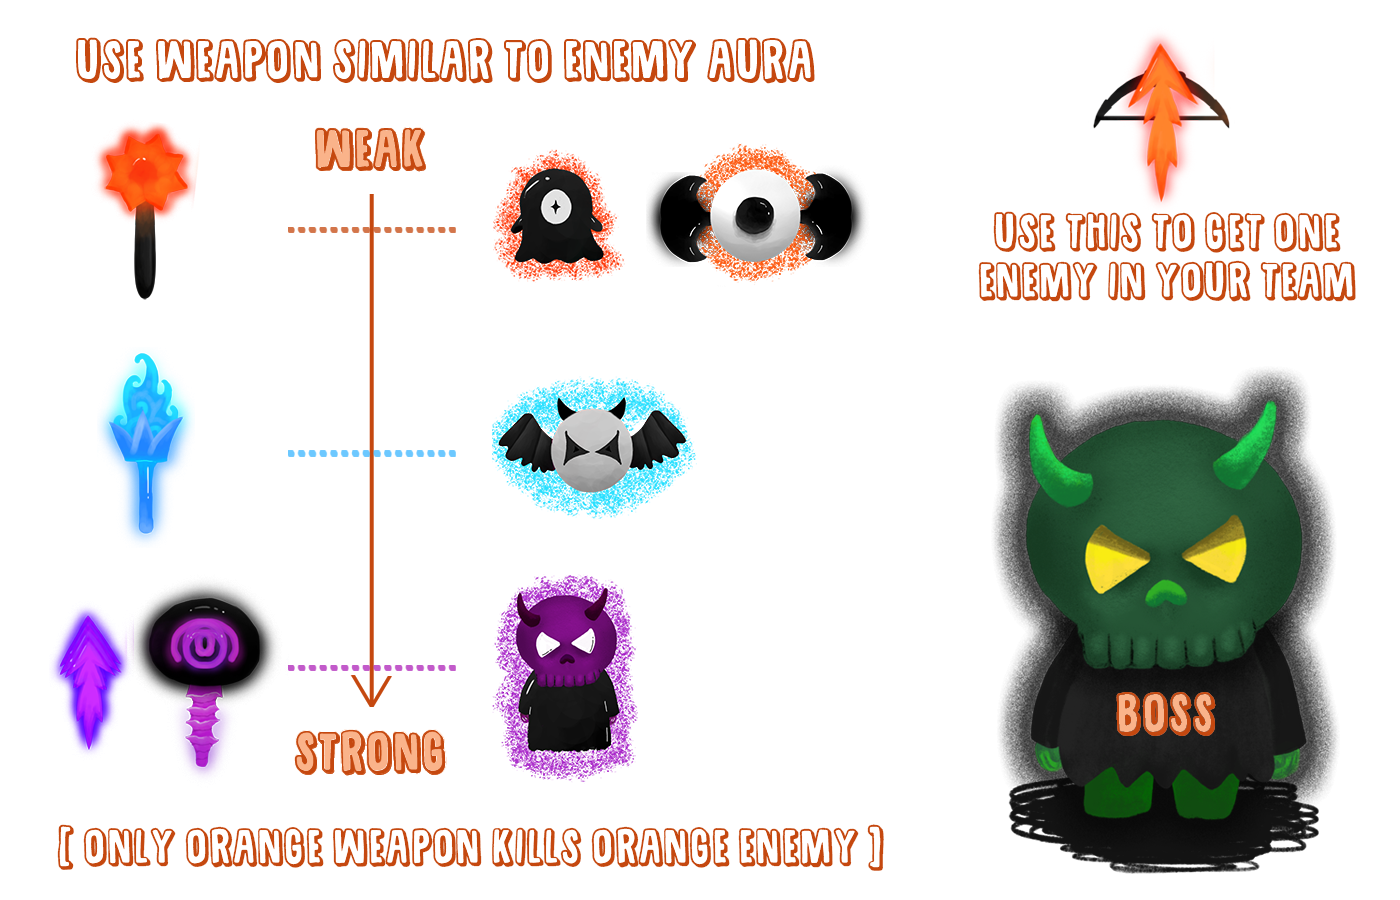 USE WEAPON SIMILAR TO ENEMY AURA
WEAK
USE THIS TO GET ONE
ENEMY IN YOUR TEAM
BOSS
STRONG
[ ONLY ORANGE WEAPON KILLS ORANGE ENEMY ]